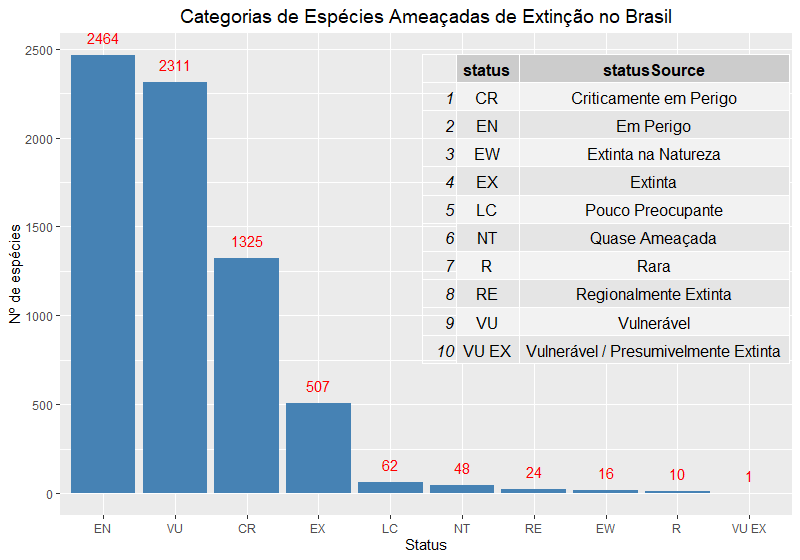 Categorias de Espécies Ameaçadas de Extinção no Brasil
2464
2311
1325
507
62
48
24
16
10
1
status statusSource
1 CR Criticamente em Perigo
2 EN Em Perigo
3 EW Extinta na Natureza
4 EX Extinta
5 LC Pouco Preocupante
6 NT Quase Ameaçada
7 R Rara
8 RE Regionalmente Extinta
9 VU Vulnerável
10 VU EX Vulnerável / Presumivelmente Extinta
Nº de espécies
2500
2000
1500
1000
500
0
EN VU CR EX LC NT RE EW R VU EX
Status